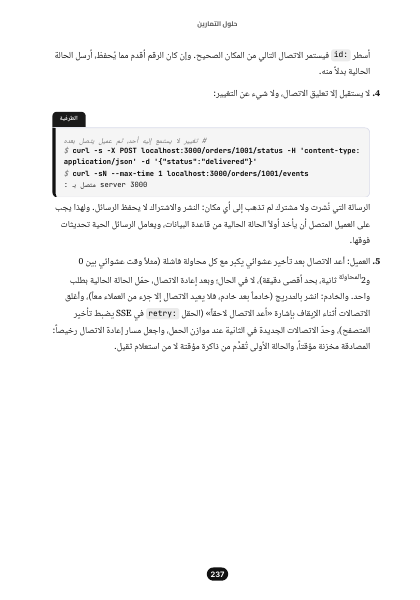 حلول التمارين
أسطر id: فيستمر الاتصال التالي من المكان الصحيح. وإن كان الرقم أقدم مما يُحفظ، أرسل الحالة
الحالية بدلاً منه.
4. لا يستقبل إلا تعليق الاتصال، ولا شيء عن التغيير:
الطرفية
# تغيير لا يستمع إليه أحد، ثم عميل يتصل بعده
$ curl -s -X POST localhost:3000/orders/1001/status -H 'content-type:
application/json' -d '{"status":"delivered"}'
$ curl -sN --max-time 1 localhost:3000/orders/1001/events
: متصل بـ server 3000
الرسالة التي نُشرت ولا مشترك لم تذهب إلى أي مكان: النشر والاشتراك لا يحفظ الرسائل. ولهذا يجب
على العميل المتصل أن يأخذ أولاً الحالة الحالية من قاعدة البيانات، ويعامل الرسائل الحية تحديثات
فوقها.
5. العميل: أعد الاتصال بعد تأخير عشوائي يكبر مع كل محاولة فاشلة (مثلاً وقت عشوائي بين 0
و2المحاولة ثانية، بحد أقصى دقيقة)، لا في الحال؛ وبعد إعادة الاتصال، حمّل الحالة الحالية بطلب
واحد. والخادم: انشر بالتدريج (خادماً بعد خادم، فلا يعيد الاتصال إلا جزء من العملاء معاً)، وأغلق
الاتصالات أثناء الإيقاف بإشارة «أعد الاتصال لاحقاً» (الحقل retry: في SSE يضبط تأخير
المتصفح)، وحدّ الاتصالات الجديدة في الثانية عند موازن الحمل، واجعل مسار إعادة الاتصال رخيصاً:
المصادقة مخزنة مؤقتاً، والحالة الأولى تُقدَّم من ذاكرة مؤقتة لا من استعلام ثقيل.
237